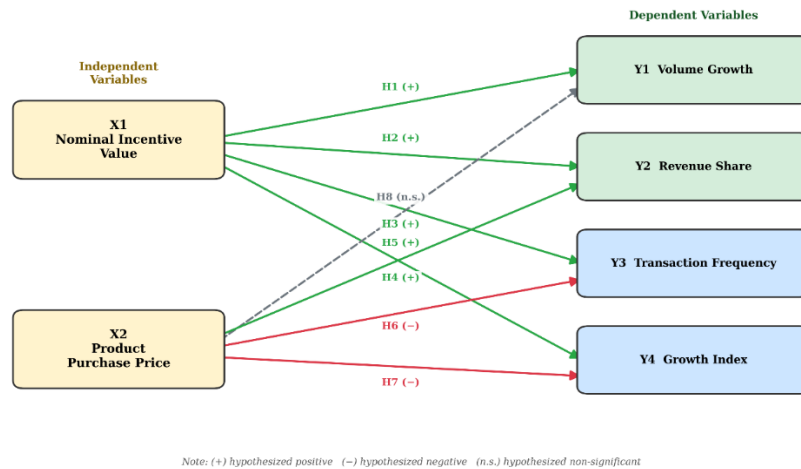 Dependent Variables
Independent
Variables
X1
Nominal Incentive
Value
X2
Product
Purchase Price
H1 (+)
H2 (+)
H8 (n.s.)
H3 (+)
H5 (+)
H4 (+)
H6 (−)
H7 (−)
Y1 Volume Growth
Y2 Revenue Share
Y3 Transaction Frequency
Y4 Growth Index
Note: (+) hypothesized positive (−) hypothesized negative (n.s.) hypothesized non-significant